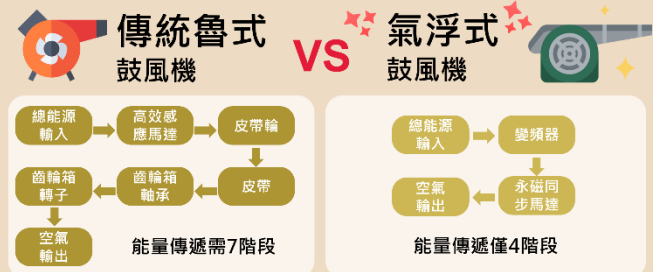 傳統魯式
鼓風機
VS
氣浮式
鼓風機
總能源
輸入
高效感
應馬達
皮帶輪
皮帶
齒輪箱
軸承
齒輪箱
轉子
空氣
輸出
能量傳遞需7階段
總能源
輸入
變頻器
永磁同
步馬達
空氣
輸出
能量傳遞僅4階段